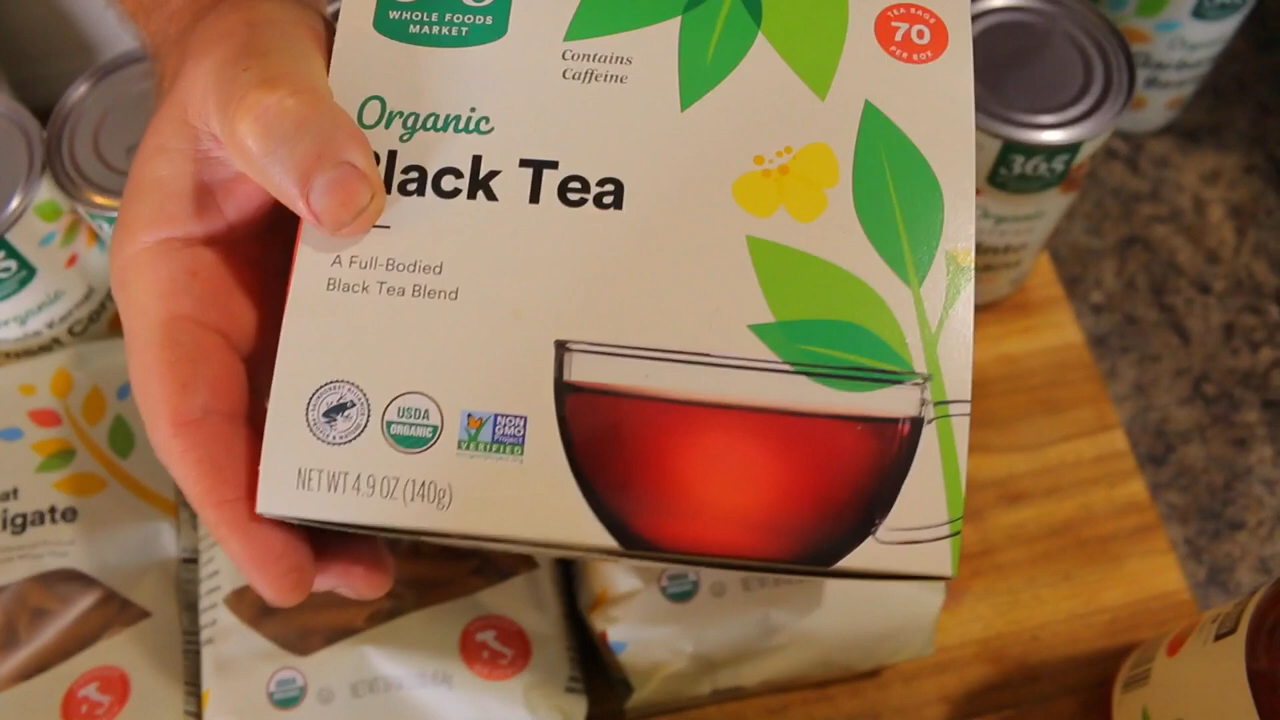 WHOLE FOODS
MARKET
Contains
Caffeine
TEA BAGS
70
PER BOX
Organic
lack Tea
A Full-Bodied
Black Tea Blend
USDA
ORGANIC
NON
GMO
Project
VERIFIED
NET WT 4.9 OZ (140g)
365
Organic
igate